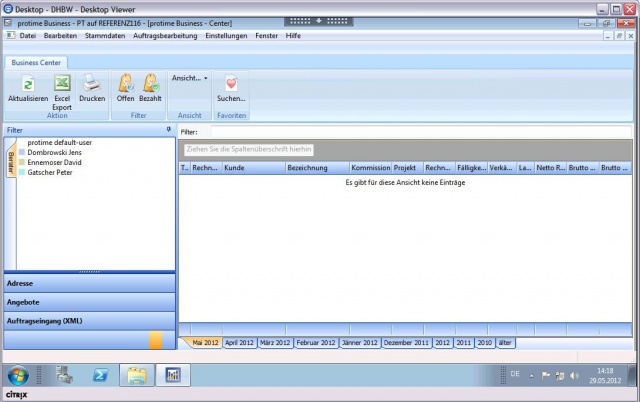 Desktop - DHBW - Desktop Viewer
protime Business - PT auf REFERENZ116 - [protime Business - Center]
Datei Bearbeiten Stammdaten Auftragsbearbeitung Einstellungen Fenster Hilfe
Business Center
Aktualisieren Excel Export Drucken Offen Bezahlt Ansicht... Suchen...
Aktion Filter Ansicht Favoriten
Filter
Filter:
Berater
protime default-user
Dombrowski Jens
Ennemoser David
Gatscher Peter
Ziehen Sie die Spaltenüberschrift hierhin
T... Rechn... Kunde Bezeichnung Kommission Projekt Rechn... Fällige... Verkä... La... Netto R... Brutto ... Brutto ...
Es gibt für diese Ansicht keine Einträge
Adresse
Angebote
Auftragseingang (XML)
Mai 2012 April 2012 März 2012 Februar 2012 Jänner 2012 Dezember 2011 2012 2011 2010 älter
DE 14:18
29.05.2012
CITRIX